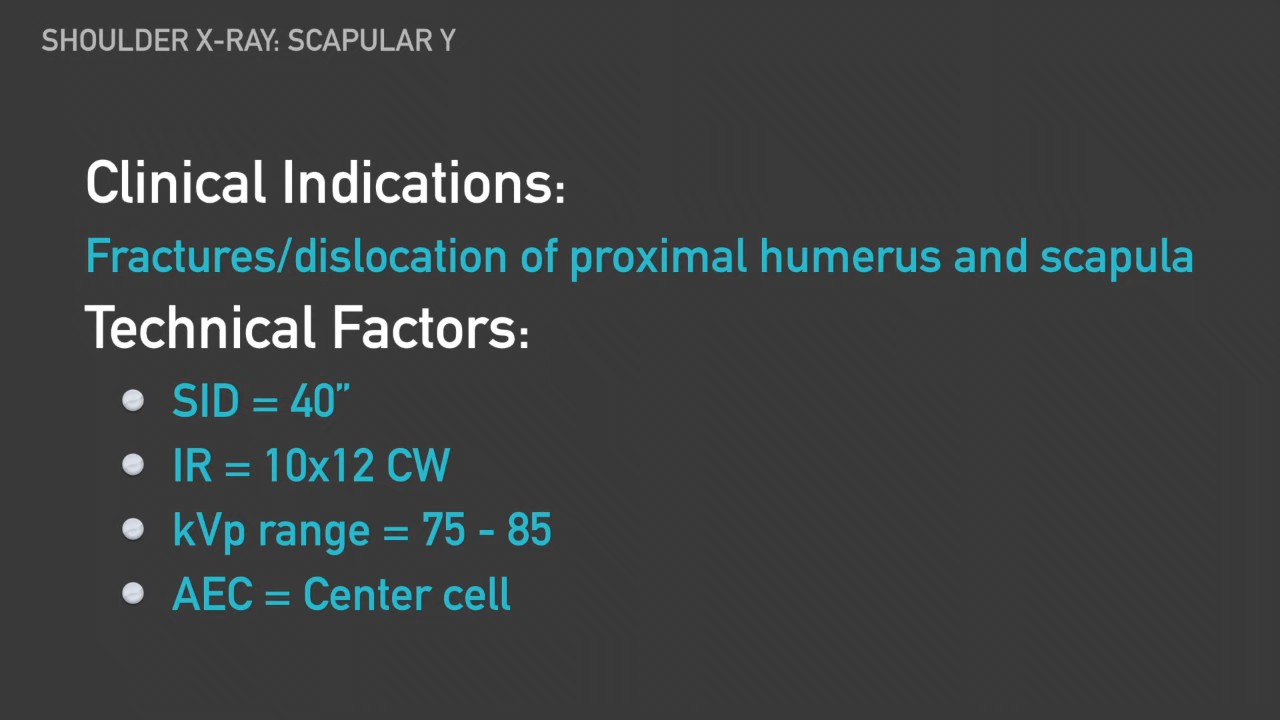 SHOULDER X-RAY: SCAPULAR Y
Clinical Indications:
Fractures/dislocation of proximal humerus and scapula
Technical Factors:
SID = 40”
IR = 10x12 CW
kVp range = 75 - 85
AEC = Center cell